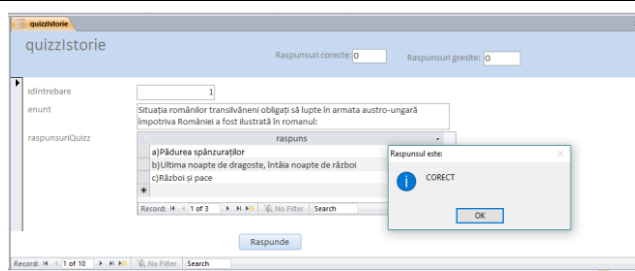 quizzIstorie
quizzIstorie
Raspunsuri corecte: 0
Raspunsuri gresite: 0
idIntrebare
1
enunt
Situația românilor transilvăneni obligați să lupte în armata austro-ungară
împotriva României a fost ilustrată în romanul:
raspunsuriQuizz
raspuns
a)Pădurea spânzuraților
b)Ultima noapte de dragoste, întâia noapte de război
c)Război și pace
Record: 1 of 3 No Filter Search
Raspunsul este:
CORECT
OK
Raspunde
Record: 1 of 10 No Filter Search